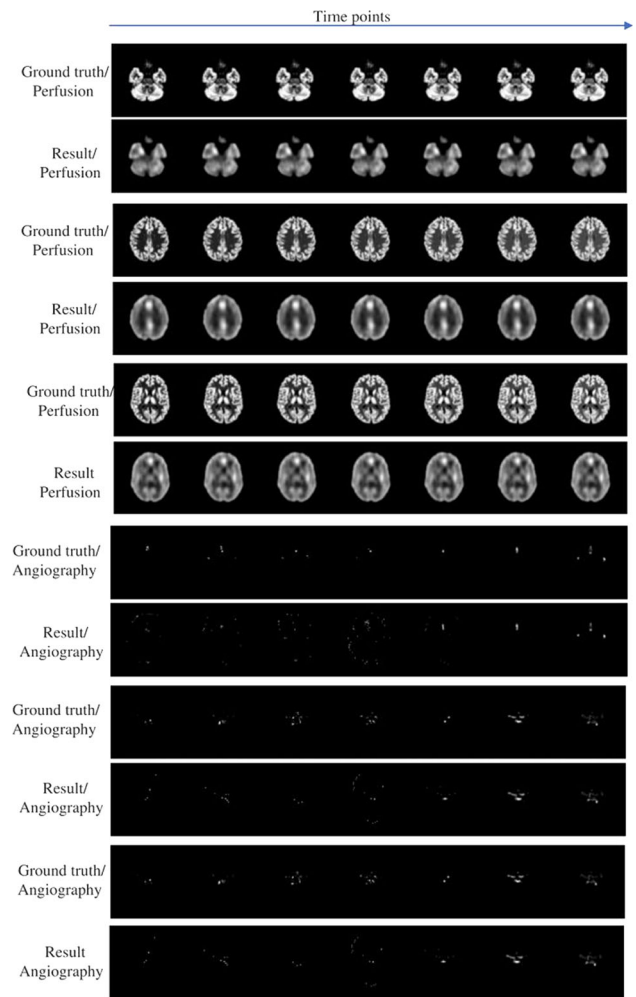 Time points
Ground truth/
Perfusion
Result/
Perfusion
Ground truth/
Perfusion
Result/
Perfusion
Ground truth/
Perfusion
Result
Perfusion
Ground truth/
Angiography
Result/
Angiography
Ground truth/
Angiography
Result/
Angiography
Ground truth/
Angiography
Result
Angiography